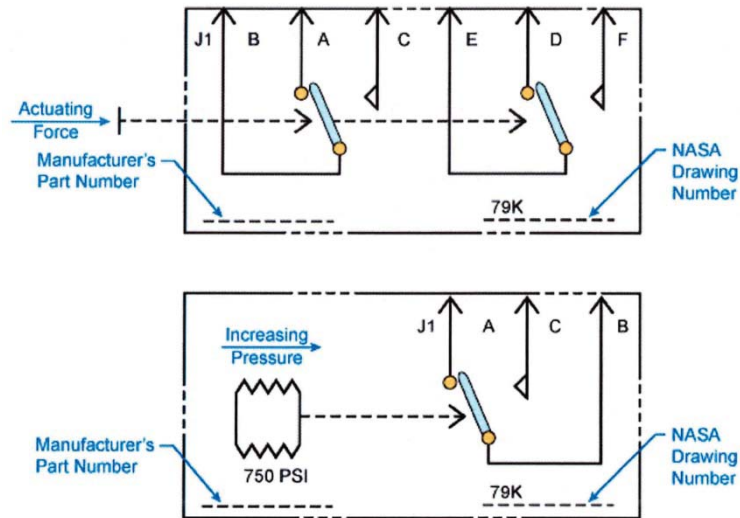 J1 B A C E D F
Actuating
Force
Manufacturer's
Part Number
NASA
Drawing
Number
79K
J1 A C B
Increasing
Pressure
Manufacturer's
Part Number
750 PSI
NASA
Drawing
Number
79K